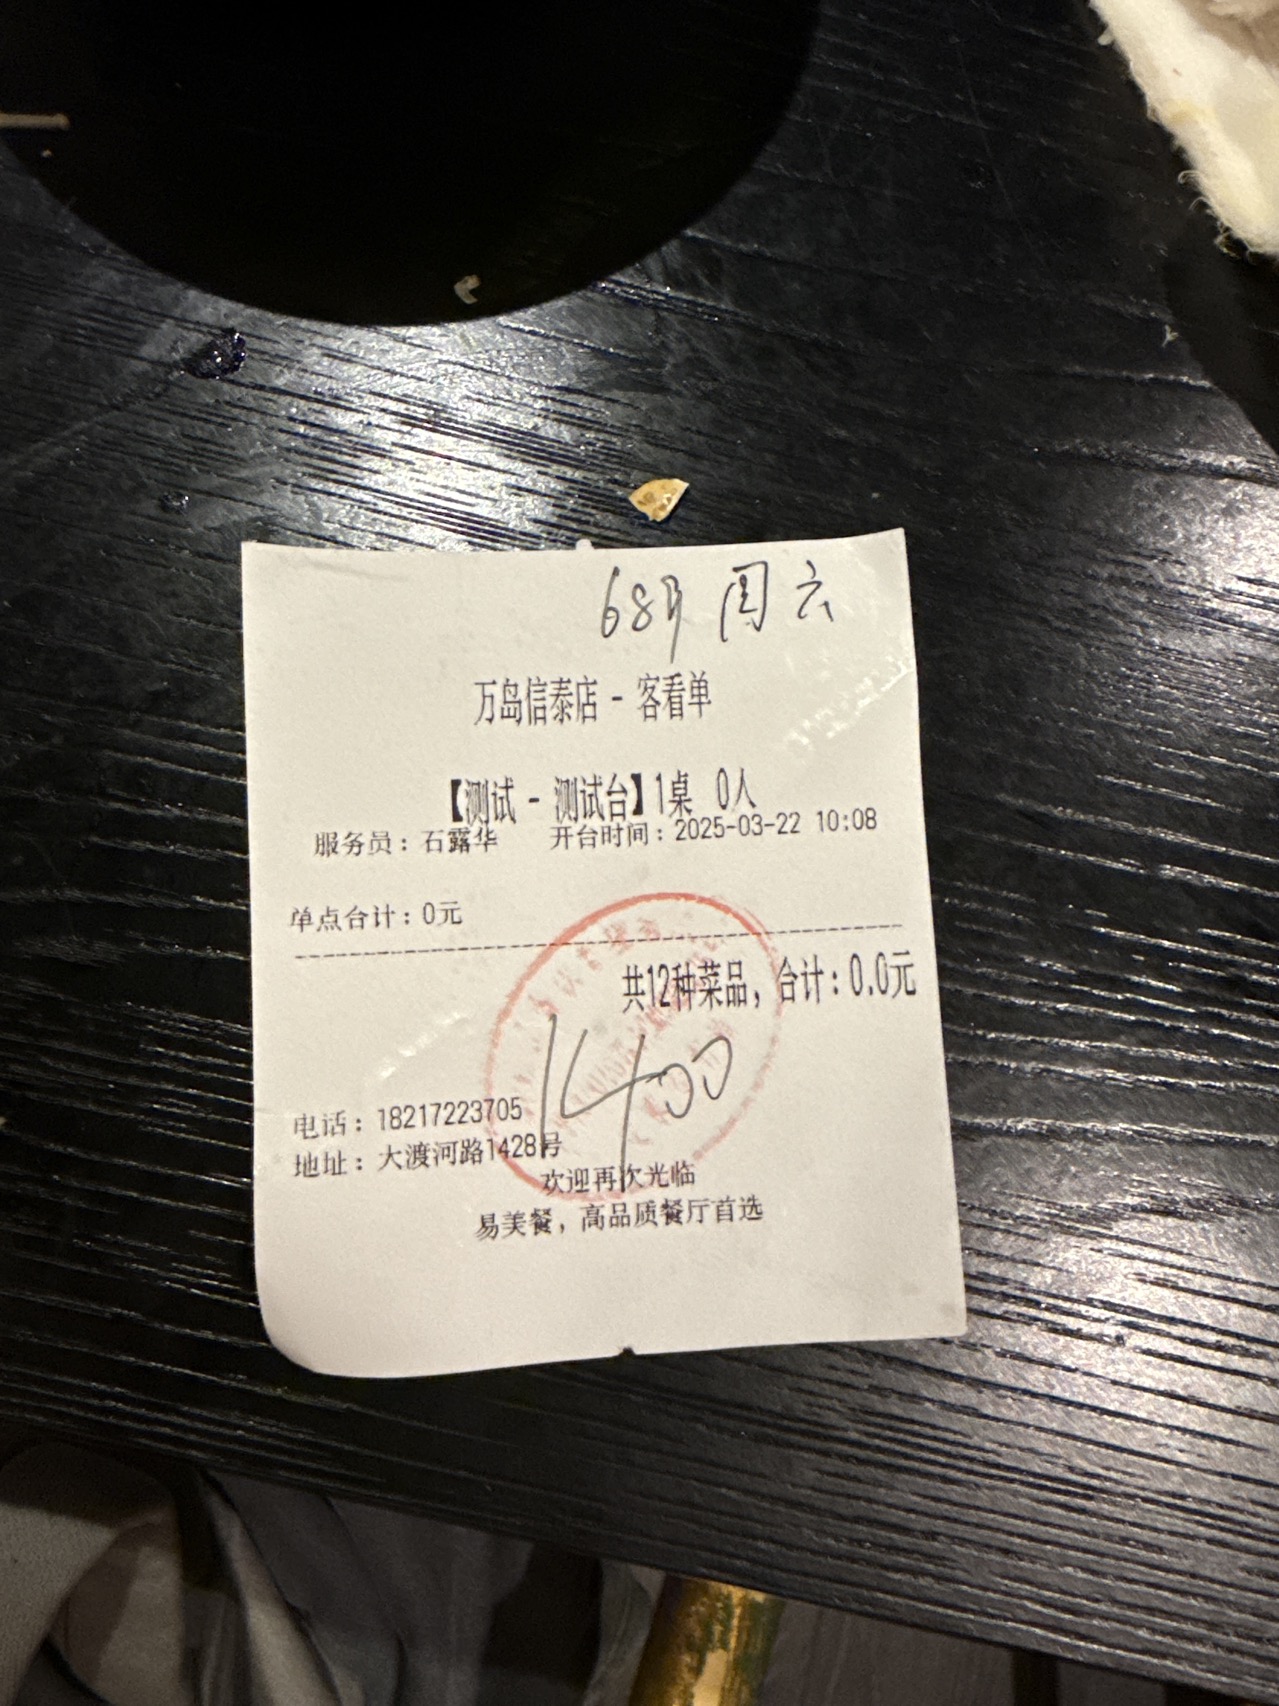 周六
万岛信泰店 - 客看单
【测试 - 测试台】1桌 0人
服务员：石露华 开台时间：2025-03-22 10:08
单点合计：0元
共12种菜品，合计：0.0元
1400
电话：18217223705
地址：大渡河路1428号
欢迎再次光临
易美餐，高品质餐厅首选